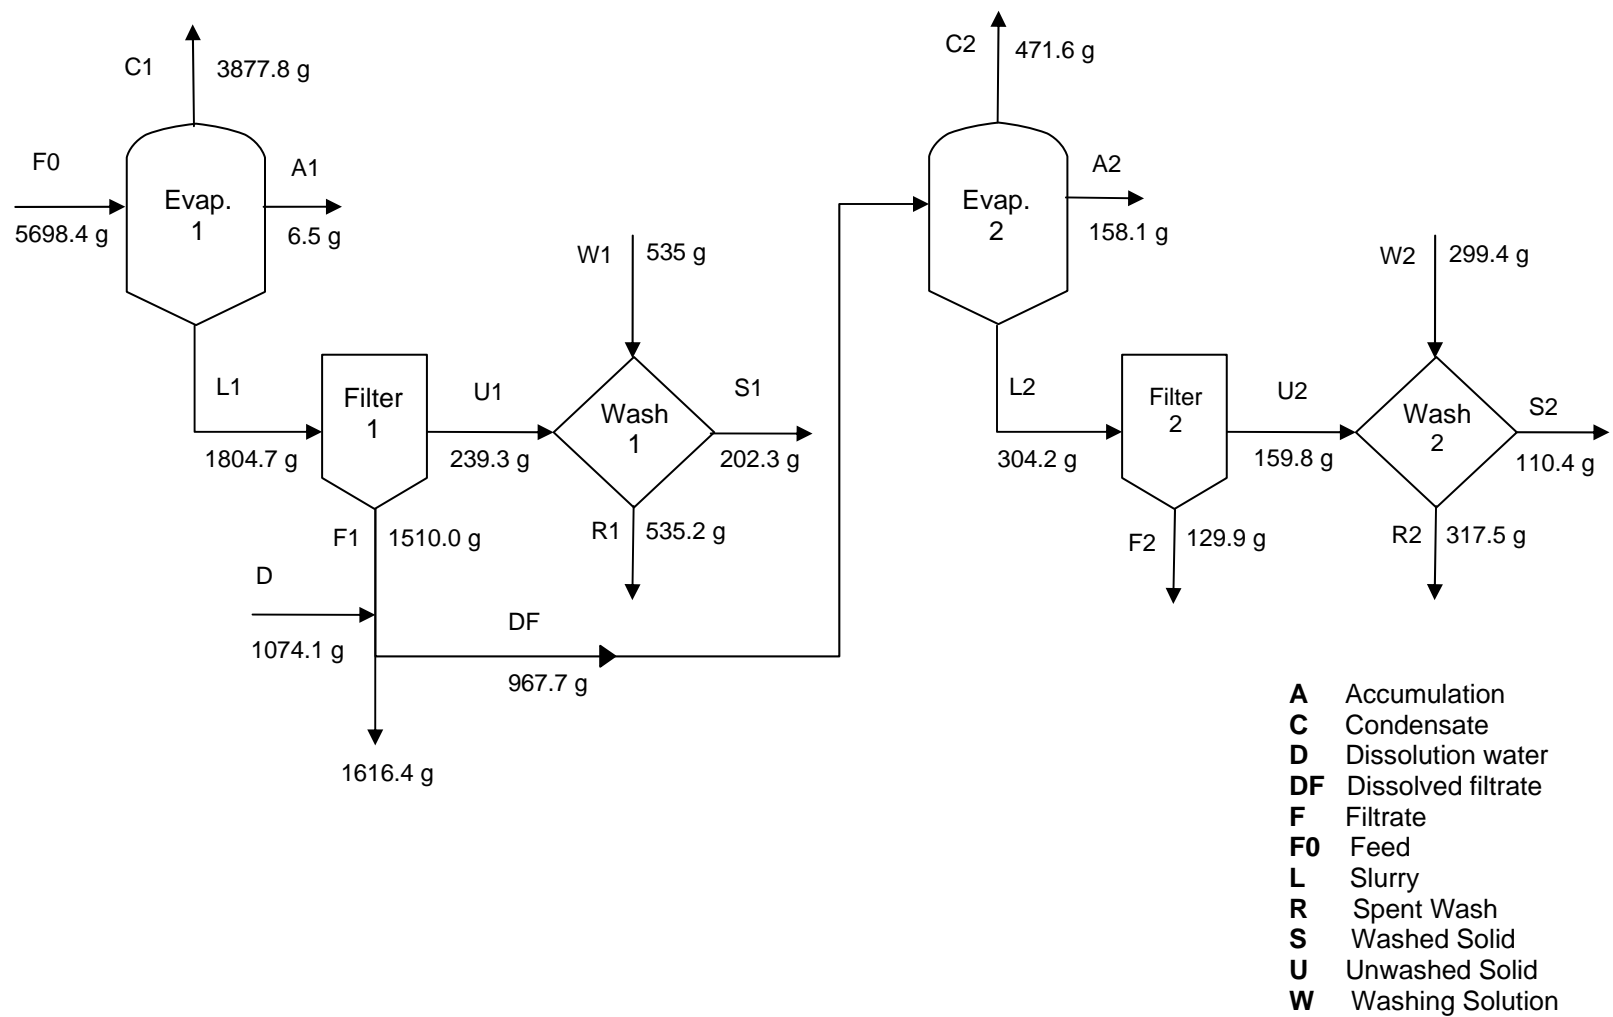 C1
3877.8 g
C2
471.6 g
F0
5698.4 g
Evap.
1
A1
6.5 g
W1
535 g
Evap.
2
A2
158.1 g
W2
299.4 g
L1
1804.7 g
Filter
1
U1
239.3 g
Wash
1
S1
202.3 g
L2
304.2 g
Filter
2
U2
159.8 g
Wash
2
S2
110.4 g
F1
1510.0 g
R1
535.2 g
F2
129.9 g
R2
317.5 g
D
1074.1 g
DF
967.7 g
1616.4 g
A Accumulation
C Condensate
D Dissolution water
DF Dissolved filtrate
F Filtrate
F0 Feed
L Slurry
R Spent Wash
S Washed Solid
U Unwashed Solid
W Washing Solution